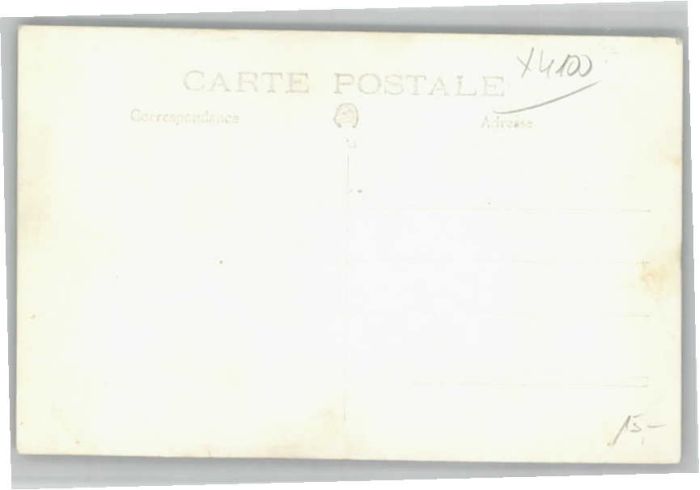 X4100
CARTE POSTALE
Correspondance
Adresse
15,-